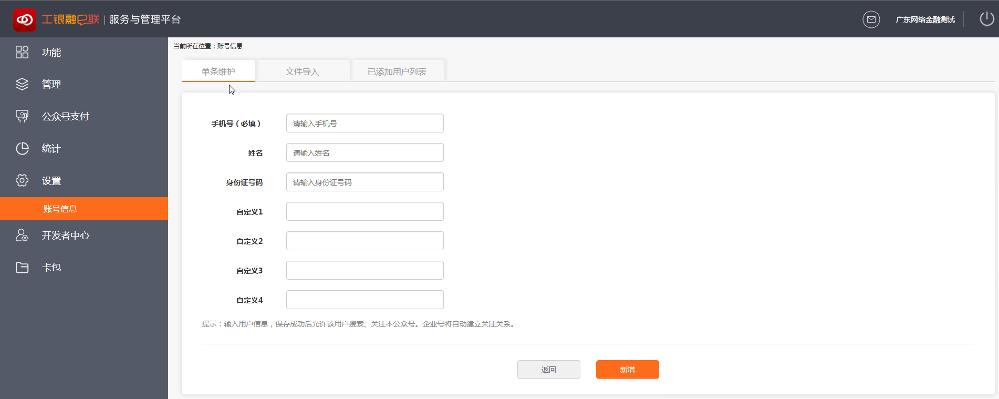 工银融e联 | 服务与管理平台
广东网络金融测试
功能
管理
公众号支付
统计
设置
账号信息
开发者中心
卡包
当前所在位置：账号信息
单条维护
文件导入
已添加用户列表
手机号（必填） 请输入手机号
姓名 请输入姓名
身份证号码 请输入身份证号码
自定义1
自定义2
自定义3
自定义4
提示：输入用户信息，保存成功后允许该用户搜索、关注本公众号。企业号将自动建立关注关系。
返回
新增